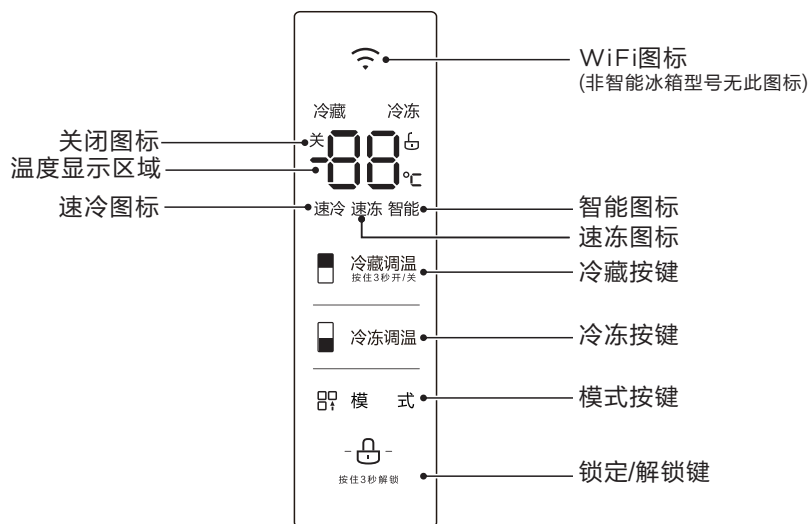 WiFi图标
(非智能冰箱型号无此图标)
冷藏 冷冻
关闭图标
关
温度显示区域
-88
℃
速冷图标
速冷 速冻 智能
智能图标
速冻图标
冷藏调温
按住3秒开/关
冷藏按键
冷冻调温
冷冻按键
模 式
模式按键
锁定/解锁键
按住3秒解锁